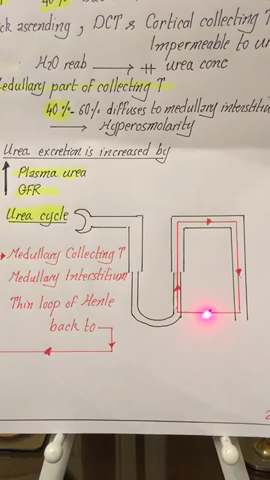 40%
ck ascending, DCT & Cortical collecting T
Impermeable to ur
H2O reab → ++ urea conc
Medullary part of collecting T
40%-60% diffuses to medullary interstitiu
→ Hyperosmolarity
Urea excretion is increased by
↑ Plasma urea
GFR
Urea cycle
Medullary Collecting T
Medullary Interstitium
Thin loop of Henle
back to
2